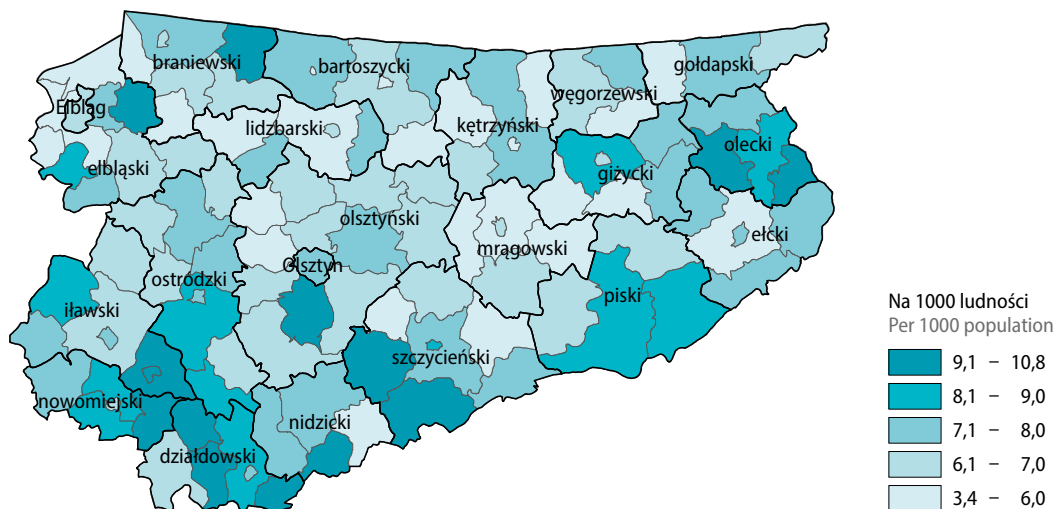 braniewski
bartoszycki
gołdapski
węgorzewski
Elbląg
lidzbarski
kętrzyński
olecki
elbląski
giżycki
olsztyński
mrągowski
ełcki
Olsztyn
ostródzki
piski
iławski
szczycieński
nowomiejski
nidzicki
działdowski
Na 1000 ludności
Per 1000 population
9,1 – 10,8
8,1 – 9,0
7,1 – 8,0
6,1 – 7,0
3,4 – 6,0